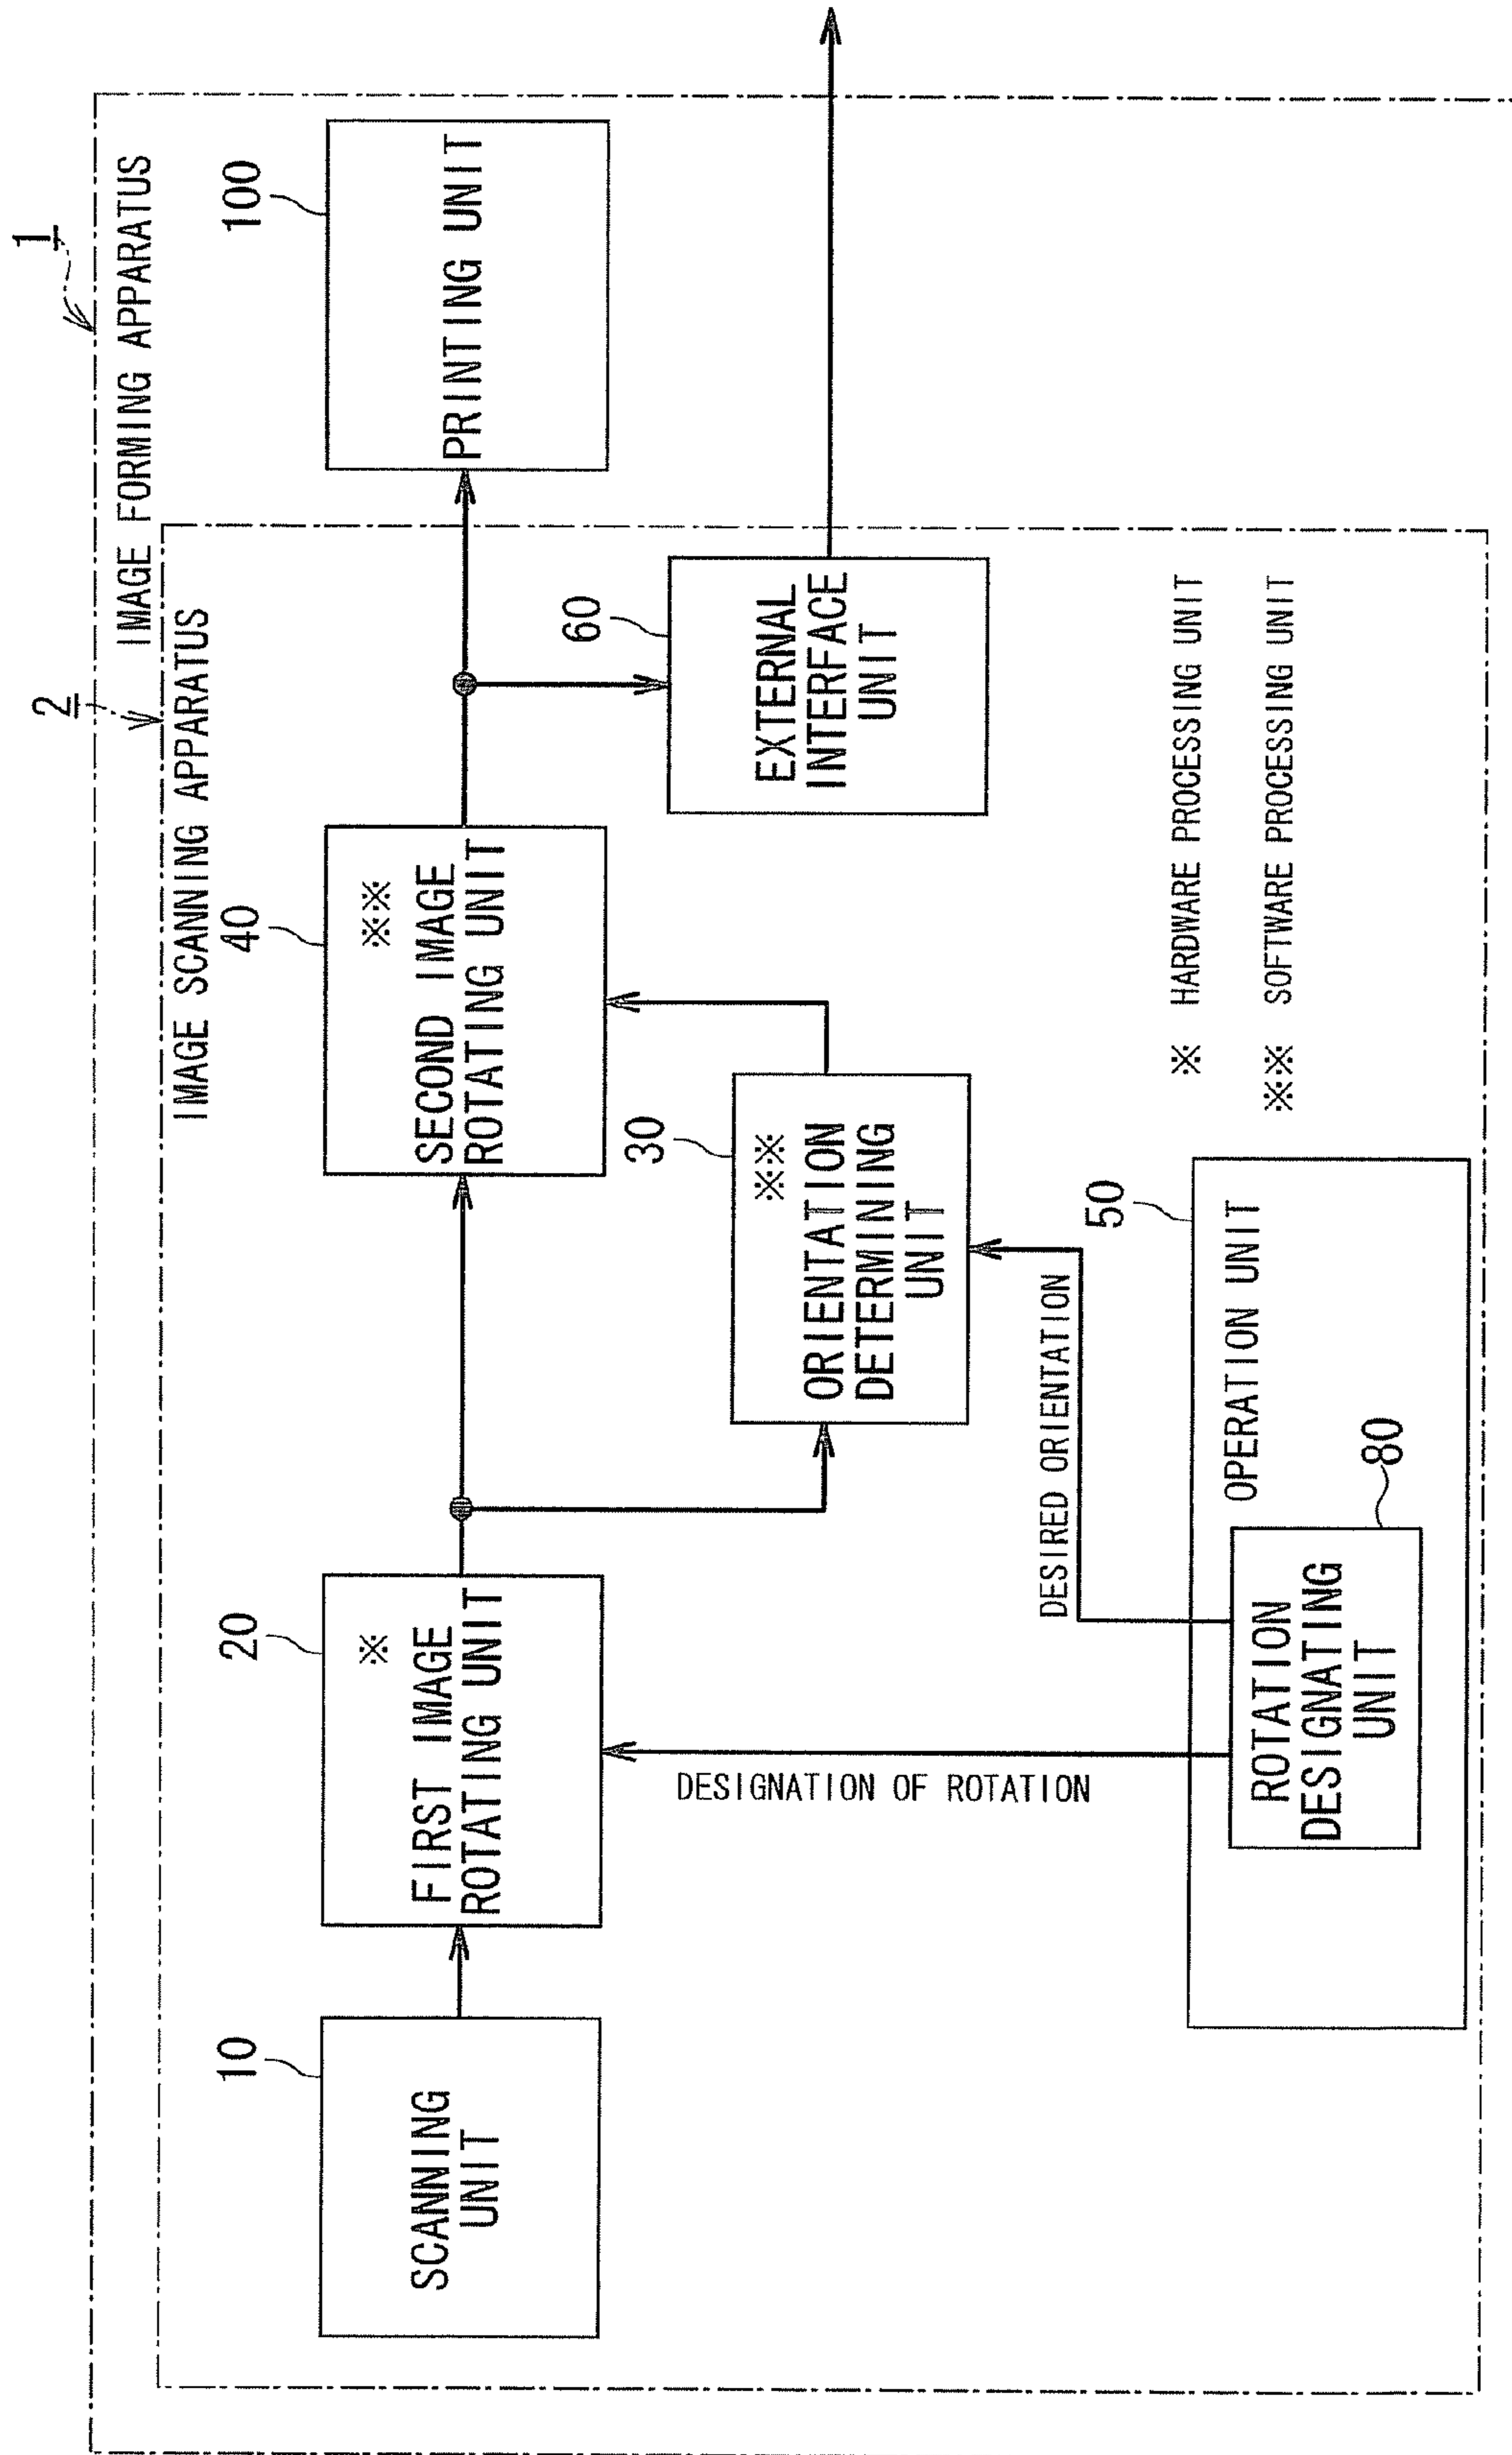 1
IMAGE FORMING APPARATUS
2
IMAGE SCANNING APPARATUS
10
SCANNING
UNIT
20
※
FIRST IMAGE
ROTATING UNIT
40
※※
SECOND IMAGE
ROTATING UNIT
100
PRINTING UNIT
30
※※
ORIENTATION
DETERMINING
UNIT
60
EXTERNAL
INTERFACE
UNIT
DESIGNATION OF ROTATION
DESIRED ORIENTATION
50
OPERATION UNIT
80
ROTATION
DESIGNATING
UNIT
※ HARDWARE PROCESSING UNIT
※※ SOFTWARE PROCESSING UNIT